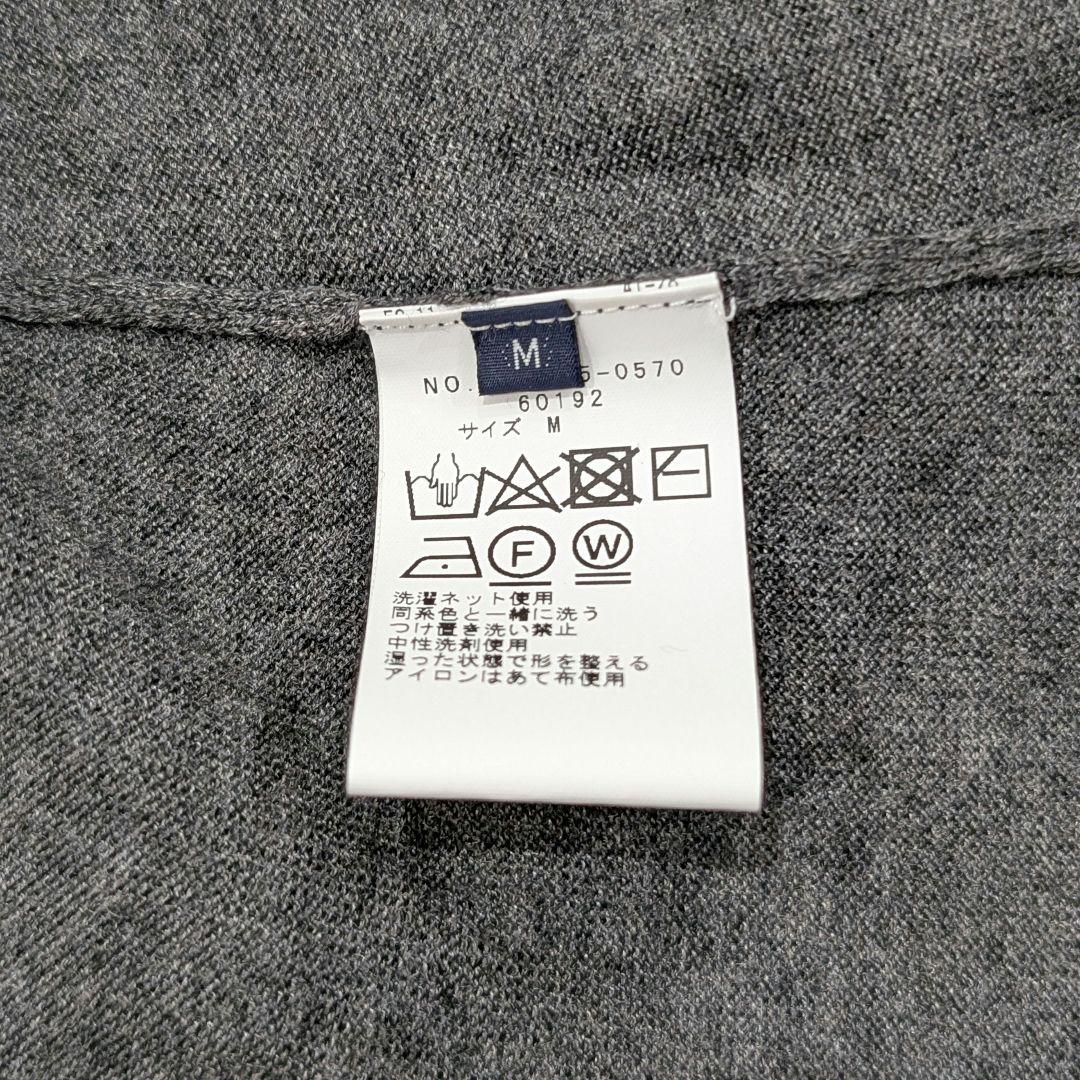 M
NO.
5-0570
60192
サイズ M
F
W
洗濯ネット使用
同系色と一緒に洗う
つけ置き洗い禁止
中性洗剤使用
湿った状態で形を整える
アイロンはあて布使用